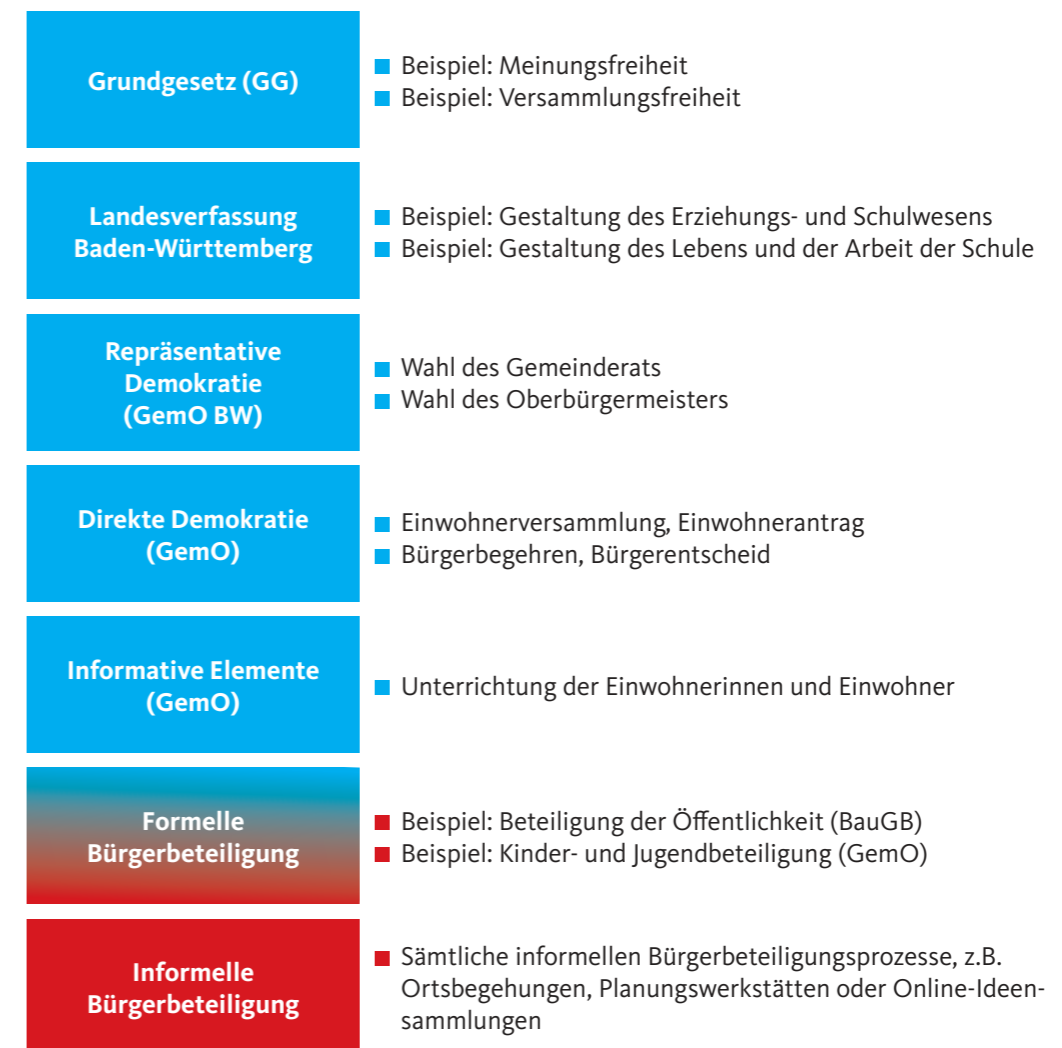 Grundgesetz (GG)
Beispiel: Meinungsfreiheit
Beispiel: Versammlungsfreiheit
Landesverfassung
Baden-Württemberg
Beispiel: Gestaltung des Erziehungs- und Schulwesens
Beispiel: Gestaltung des Lebens und der Arbeit der Schule
Repräsentative
Demokratie
(GemO BW)
Wahl des Gemeinderats
Wahl des Oberbürgermeisters
Direkte Demokratie
(GemO)
Einwohnerversammlung, Einwohnerantrag
Bürgerbegehren, Bürgerentscheid
Informative Elemente
(GemO)
Unterrichtung der Einwohnerinnen und Einwohner
Formelle
Bürgerbeteiligung
Beispiel: Beteiligung der Öffentlichkeit (BauGB)
Beispiel: Kinder- und Jugendbeteiligung (GemO)
Informelle
Bürgerbeteiligung
Sämtliche informellen Bürgerbeteiligungsprozesse, z.B.
Ortsbegehungen, Planungswerkstätten oder Online-Ideen-
sammlungen